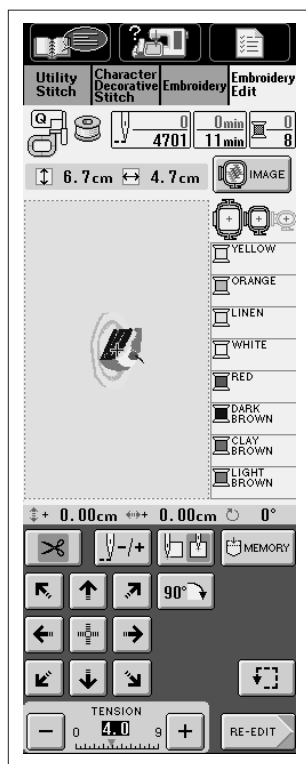 Utility Stitch
Character Decorative Stitch
Embroidery
Embroidery Edit
Q
0 4701
0min 11min
0 8
6.7cm 4.7cm
IMAGE
YELLOW
ORANGE
LINEN
WHITE
RED
DARK BROWN
CLAY BROWN
LIGHT BROWN
+ 0.00cm + 0.00cm 0°
-/+
MEMORY
90°
TENSION
- 0 4.0 9 +
RE-EDIT